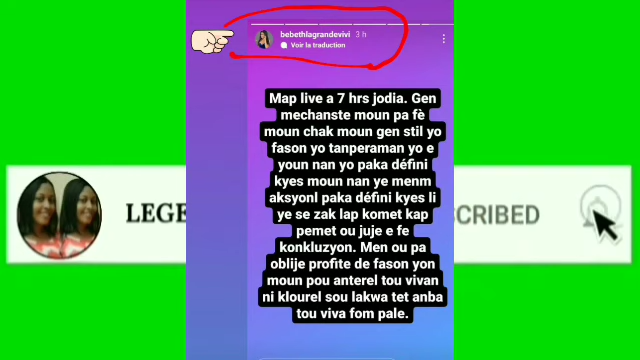 bebethlagrandevivi 3 h
Voir la traduction
Map live a 7 hrs jodia. Gen
mechanste moun pa fè
moun chak moun gen stil yo
fason yo tanperaman yo e
youn nan yo paka défini
kyes moun nan ye menm
aksyonl paka défini kyes li
ye se zak lap komet kap
pemet ou juje e fe
konkluzyon. Men ou pa
oblije profite de fason yon
moun pou anterel tou vivan
ni klourel sou lakwa tet anba
tou viva fom pale.
LEGE
SCRIBED